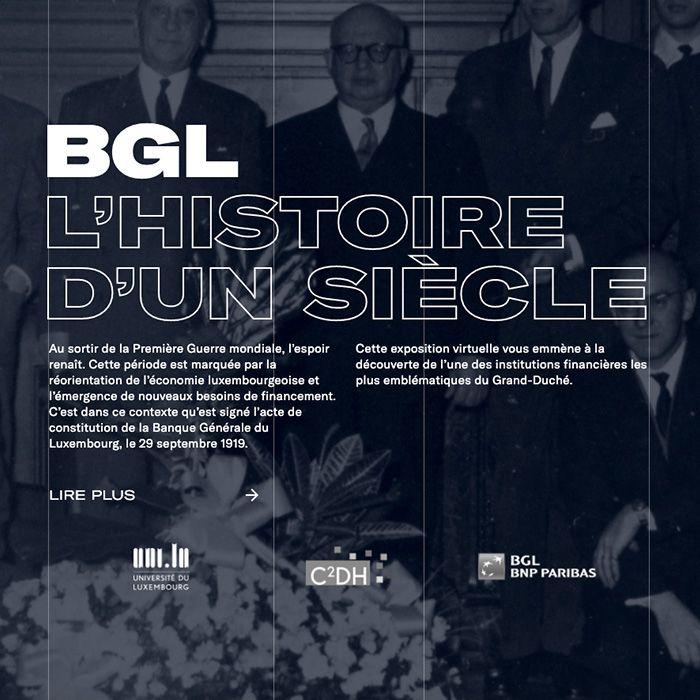 BGL
L'HISTOIRE
D'UN SIÈCLE
Au sortir de la Première Guerre mondiale, l'espoir
renaît. Cette période est marquée par la
réorientation de l'économie luxembourgeoise et
l'émergence de nouveaux besoins de financement.
C'est dans ce contexte qu'est signé l'acte de
constitution de la Banque Générale du
Luxembourg, le 29 septembre 1919.
Cette exposition virtuelle vous emmène à la
découverte de l'une des institutions financières les
plus emblématiques du Grand-Duché.
LIRE PLUS →
uni.lu
UNIVERSITÉ DU
LUXEMBOURG
C²DH
BGL
BNP PARIBAS